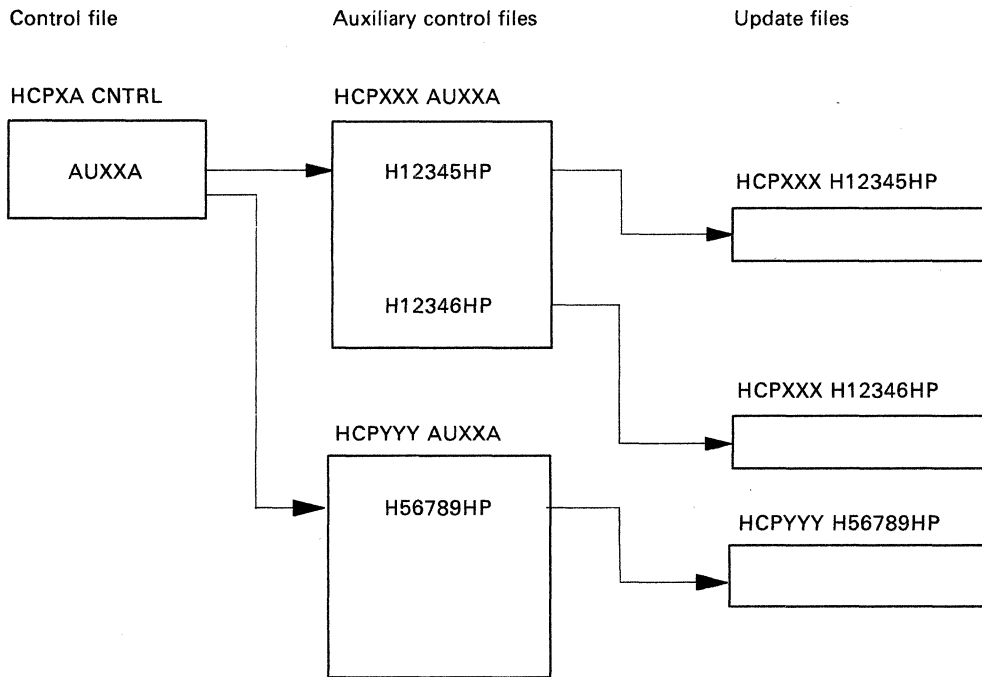 Control file
Auxiliary control files
Update files
HCPXA CNTRL
HCPXXX AUXXA
AUXXA
H12345HP
HCPXXX H12345HP
H12346HP
HCPXXX H12346HP
HCPYYY AUXXA
H56789HP
HCPYYY H56789HP